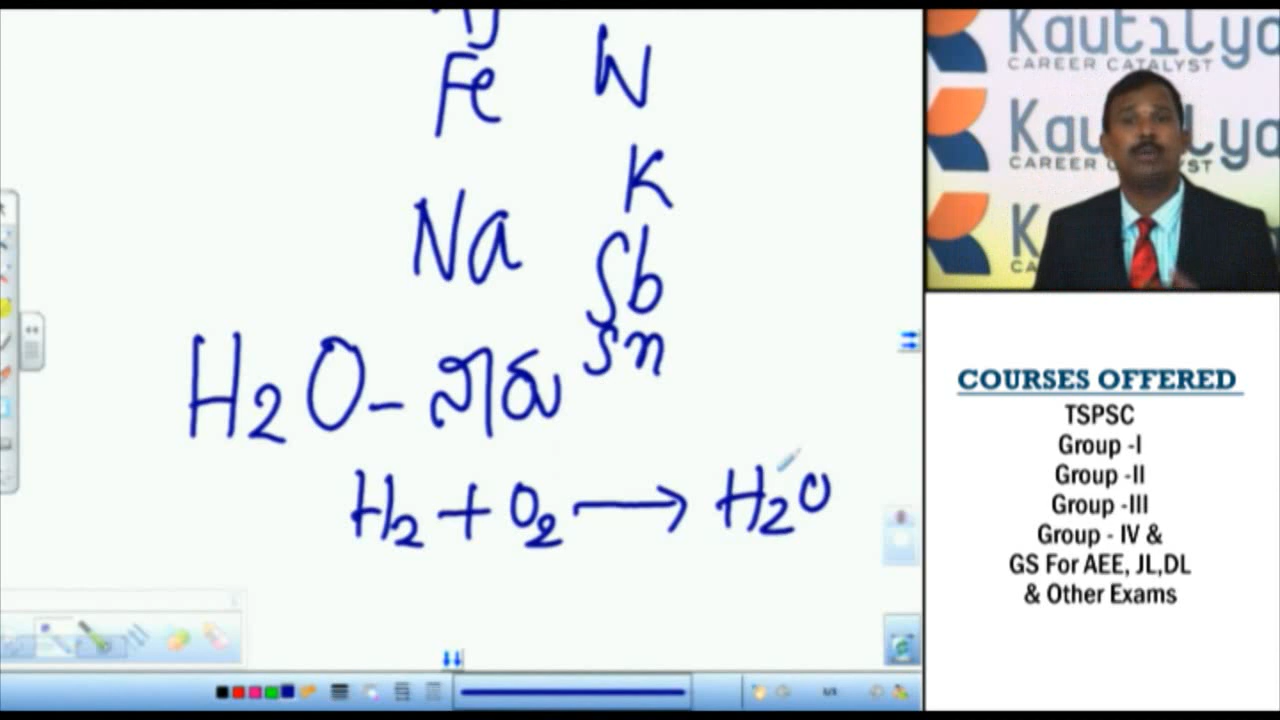 Fe W
K
Na
Sb
Sn
H2O - నీరు
H2 + O2 → H2O
Kautilya
CAREER CATALYST
Kautilya
CAREER CATALYST
K
COURSES OFFERED
TSPSC
Group -I
Group -II
Group -III
Group - IV &
GS For AEE, JL,DL
& Other Exams